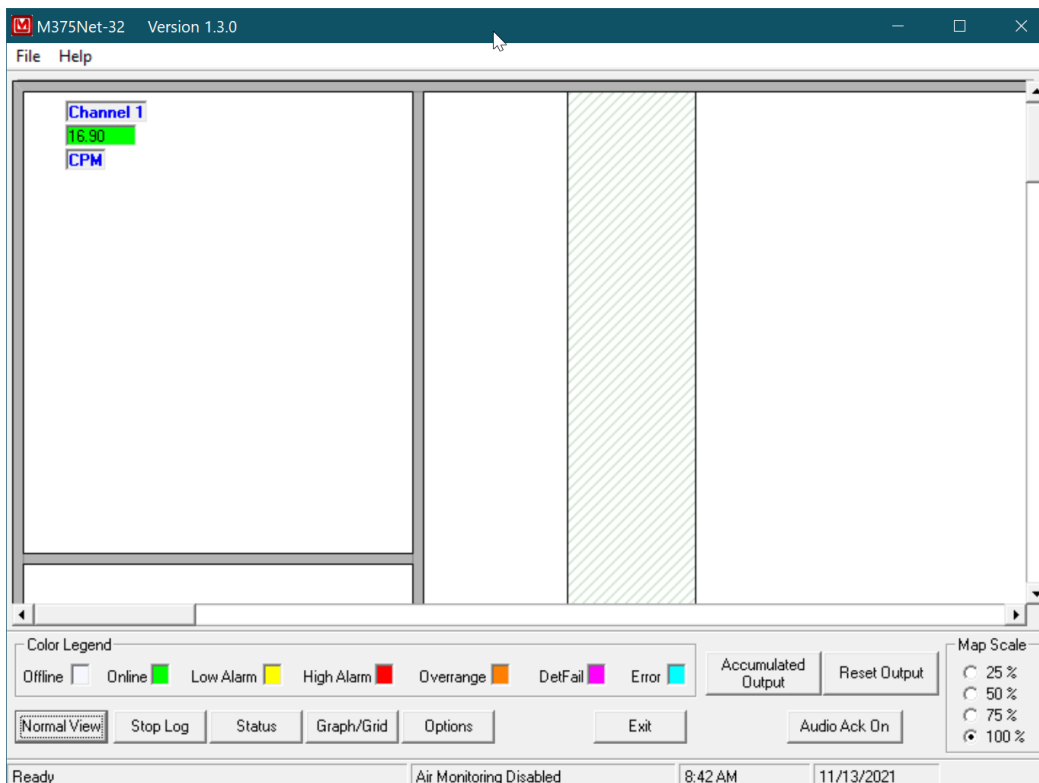 M375Net-32 Version 1.3.0
File Help
Channel 1
16.90
CPM
Color Legend
Offline Online Low Alarm High Alarm Overrange DetFail Error
Accumulated
Output
Reset Output
Map Scale
25 %
50 %
75 %
100 %
Normal View Stop Log Status Graph/Grid Options Exit Audio Ack On
Ready Air Monitoring Disabled 8:42 AM 11/13/2021